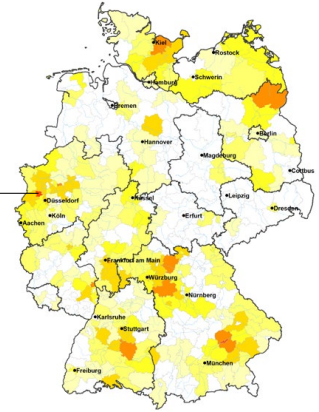 Kiel
Rostock
Schwerin
Hamburg
Bremen
Berlin
Hannover
Magdeburg
Cottbus
Düsseldorf
Kassel
Leipzig
Dresden
Köln
Erfurt
Aachen
Frankfurt am Main
Würzburg
Nürnberg
Karlsruhe
Stuttgart
München
Freiburg